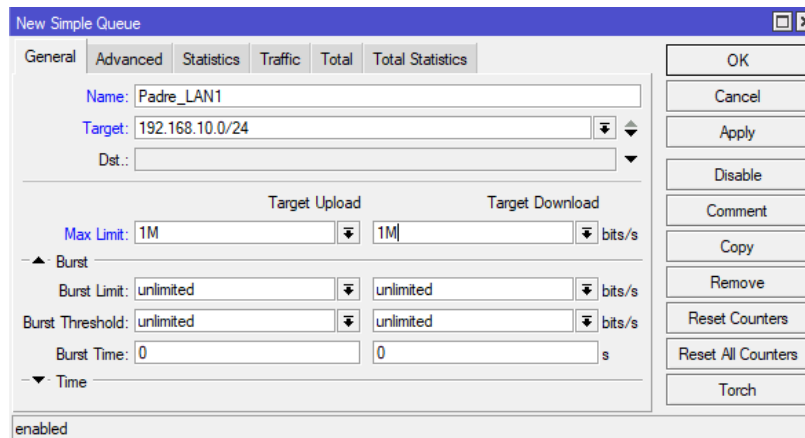 New Simple Queue
General Advanced Statistics Traffic Total Total Statistics
Name: Padre_LAN1
Target: 192.168.10.0/24
Dst.:
Target Upload Target Download
Max Limit: 1M 1M bits/s
Burst
Burst Limit: unlimited unlimited bits/s
Burst Threshold: unlimited unlimited bits/s
Burst Time: 0 0 s
Time
enabled
OK
Cancel
Apply
Disable
Comment
Copy
Remove
Reset Counters
Reset All Counters
Torch